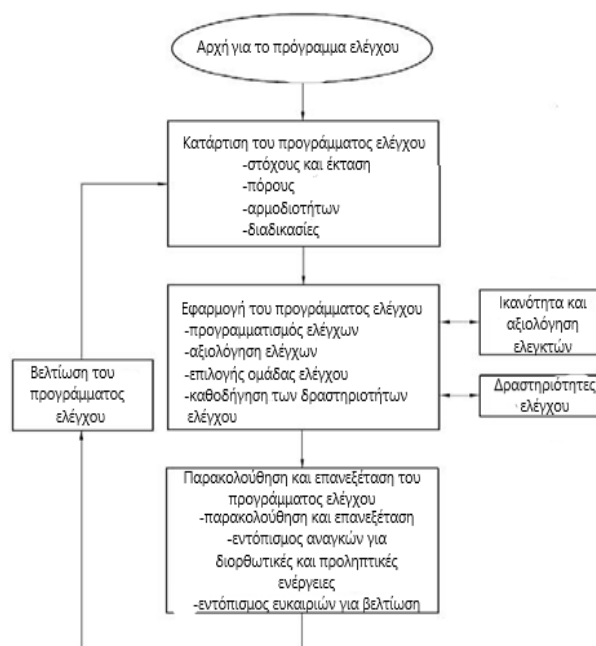 Αρχή για το πρόγραμμα ελέγχου
Κατάρτιση του προγράμματος ελέγχου
-στόχους και έκταση
-πόρους
-αρμοδιοτήτων
-διαδικασίες
Εφαρμογή του προγράμματος ελέγχου
-προγραμματισμός ελέγχων
-αξιολόγηση ελέγχων
-επιλογής ομάδας ελέγχου
-καθοδήγηση των δραστηριοτήτων
ελέγχου
Ικανότητα και
αξιολόγηση
ελεγκτών
Δραστηριότητες
ελέγχου
Βελτίωση του
προγράμματος
ελέγχου
Παρακολούθηση και επανεξέταση του
προγράμματος ελέγχου
-παρακολούθηση και επανεξέταση
-εντόπισμος αναγκών για
διορθωτικές και προληπτικές
ενέργειες
-εντόπισμος ευκαιριών για βελτίωση